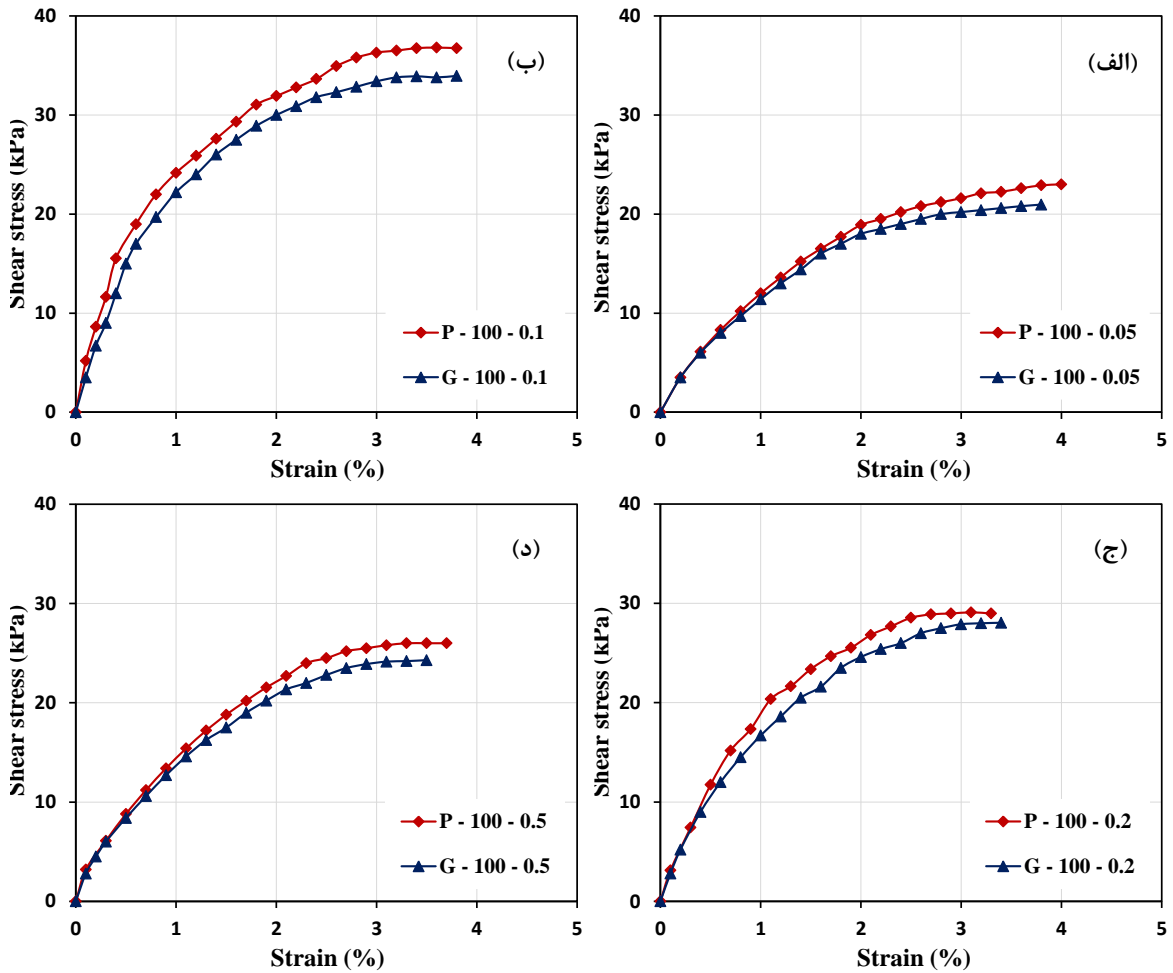 (الف)
Shear stress (kPa)
40
30
20
10
0
P - 100 - 0.05
G - 100 - 0.05
0 1 2 3 4 5
Strain (%)
(ب)
Shear stress (kPa)
40
30
20
10
0
P - 100 - 0.1
G - 100 - 0.1
0 1 2 3 4 5
Strain (%)
(ج)
Shear stress (kPa)
40
30
20
10
0
P - 100 - 0.2
G - 100 - 0.2
0 1 2 3 4 5
Strain (%)
(د)
Shear stress (kPa)
40
30
20
10
0
P - 100 - 0.5
G - 100 - 0.5
0 1 2 3 4 5
Strain (%)